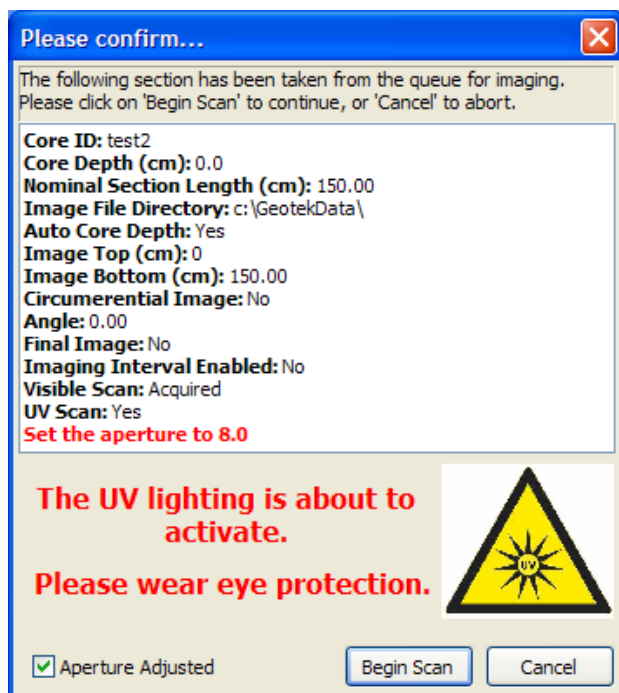 Please confirm...
The following section has been taken from the queue for imaging.
Please click on 'Begin Scan' to continue, or 'Cancel' to abort.
Core ID: test2
Core Depth (cm): 0.0
Nominal Section Length (cm): 150.00
Image File Directory: c:\GeotekData\
Auto Core Depth: Yes
Image Top (cm): 0
Image Bottom (cm): 150.00
Circumerential Image: No
Angle: 0.00
Final Image: No
Imaging Interval Enabled: No
Visible Scan: Acquired
UV Scan: Yes
Set the aperture to 8.0
The UV lighting is about to
activate.
Please wear eye protection.
UV
Aperture Adjusted
Begin Scan
Cancel